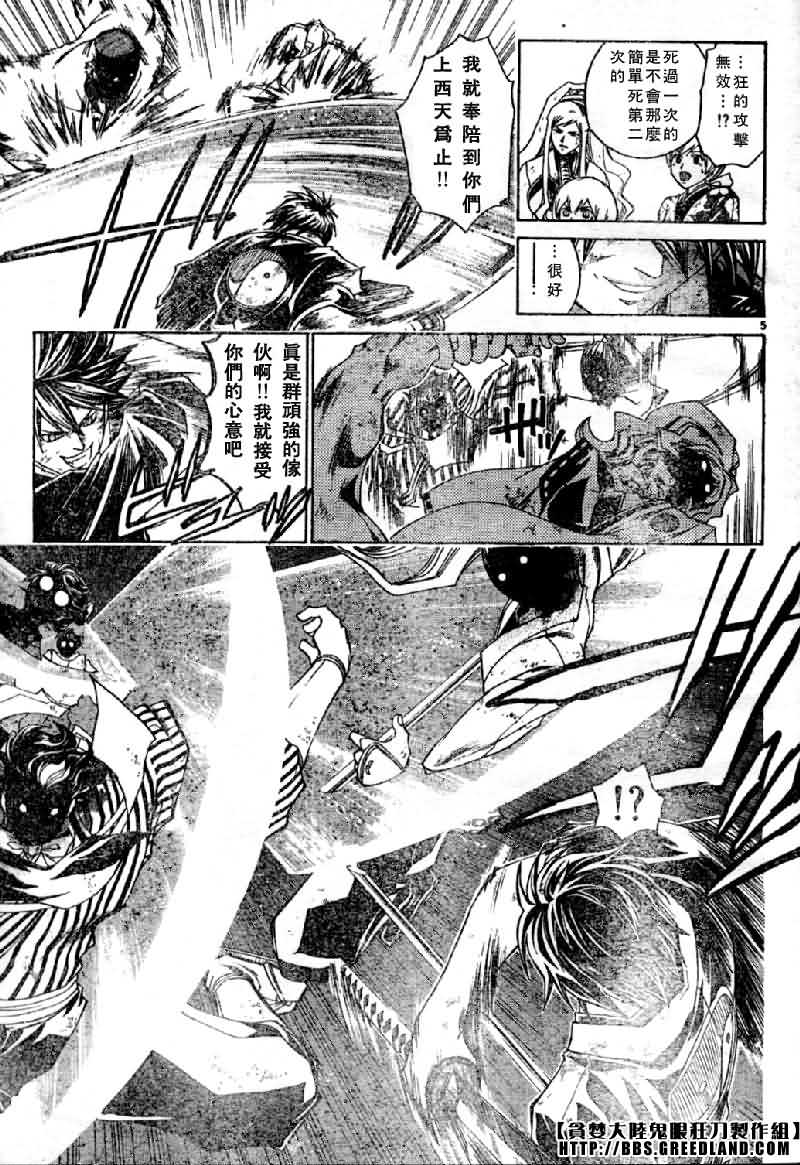 …狂的攻擊
無效…!?
死過一次的
是不會那麼
簡單死第二
次的
…很好
──
我就奉陪到你們
上西天為止!!
5
真是群頑強的傢
伙啊!!我就接受
你們的心意吧
!?
【貪婪大陸鬼眼狂刀製作組】
HTTP://BBS.GREEDLAND.COM